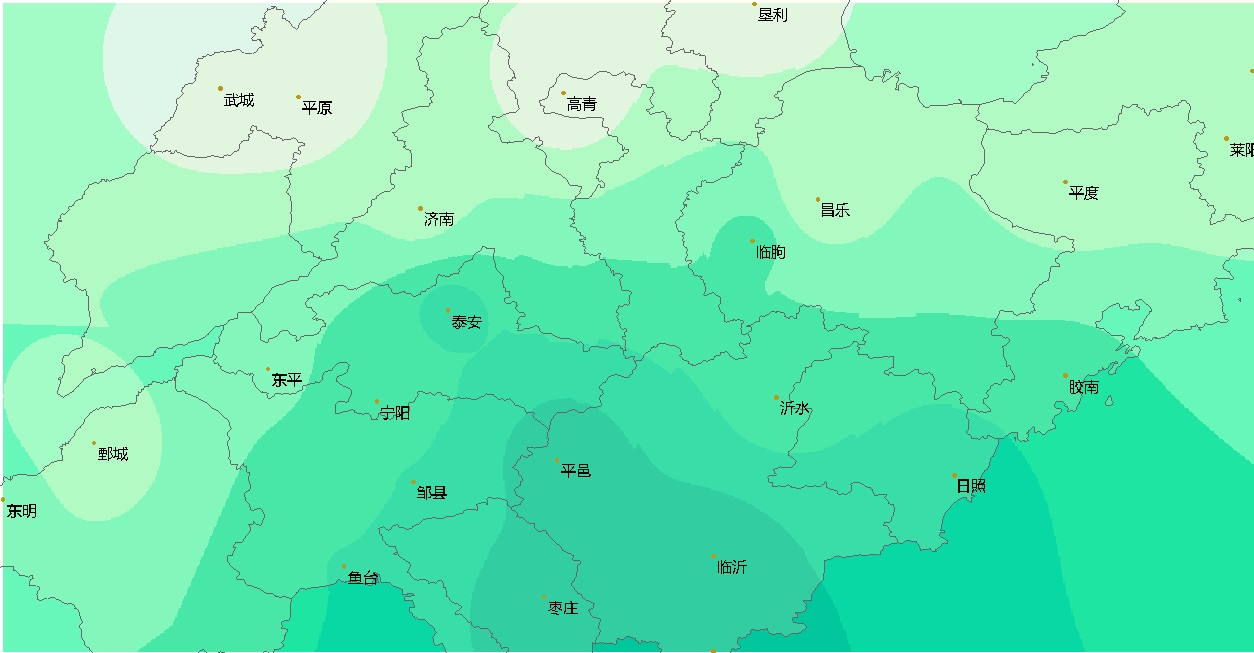 垦利
武城
平原
高青
莱阳
平度
济南
昌乐
临朐
泰安
东平
宁阳
胶南
沂水
鄄城
平邑
邹县
日照
东明
临沂
鱼台
枣庄